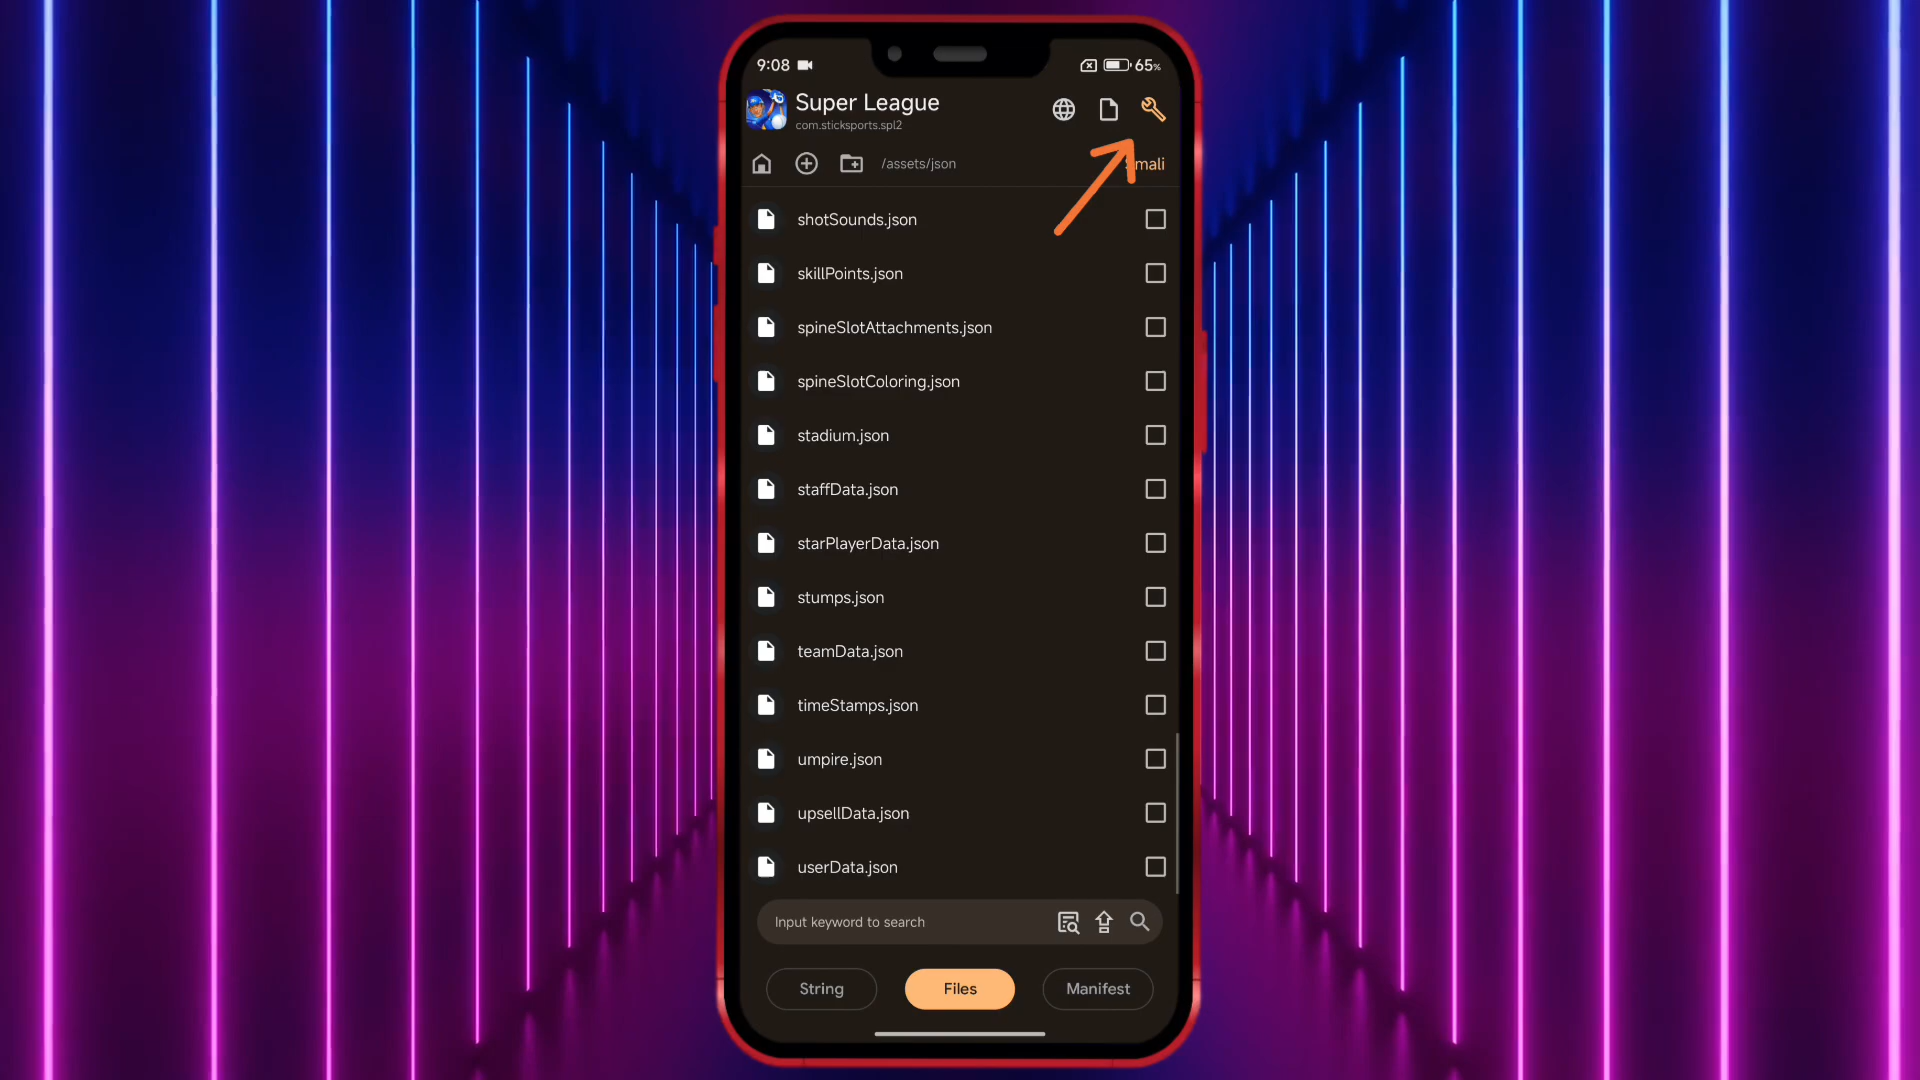 9:08
65%
Super League
com.sticksports.spl2
/assets/json
mali
shotSounds.json
skillPoints.json
spineSlotAttachments.json
spineSlotColoring.json
stadium.json
staffData.json
starPlayerData.json
stumps.json
teamData.json
timeStamps.json
umpire.json
upsellData.json
userData.json
Input keyword to search
String
Files
Manifest